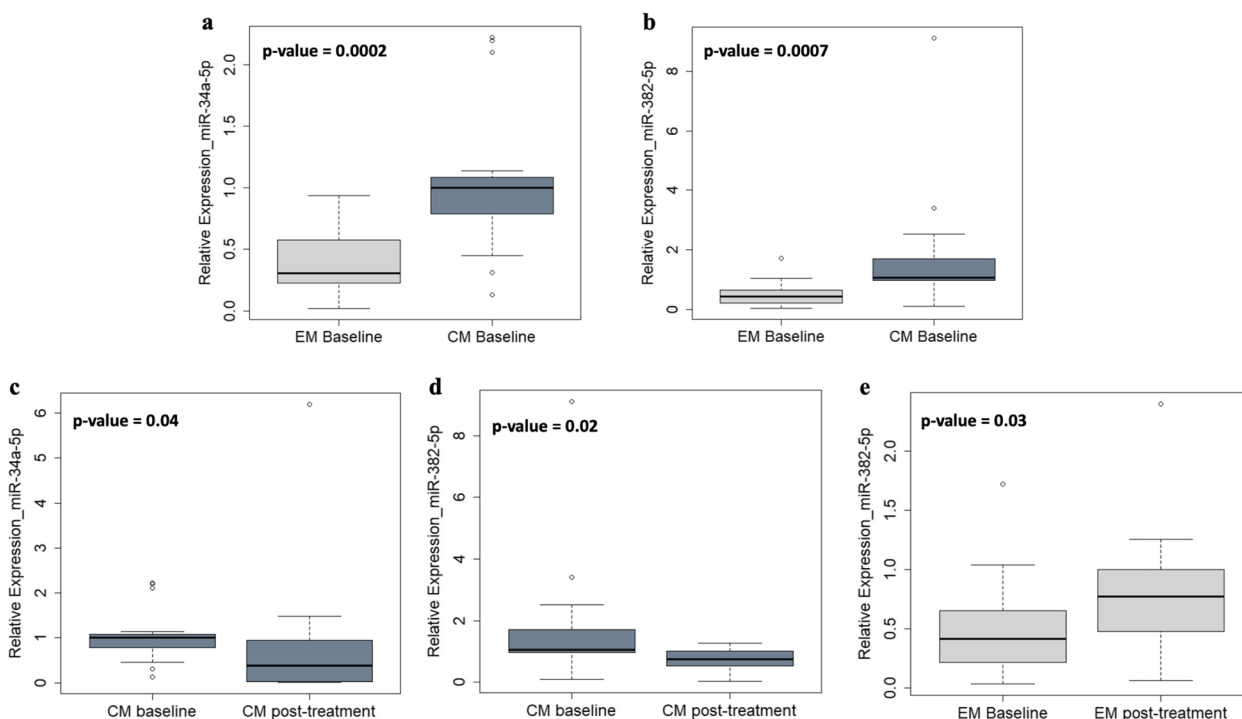 a
p-value = 0.0002
Relative Expression_miR-34a-5p
2.0
1.5
1.0
0.5
0.0
EM Baseline
CM Baseline
b
p-value = 0.0007
Relative Expression_miR-382-5p
8
6
4
2
0
EM Baseline
CM Baseline
c
p-value = 0.04
Relative Expression_miR-34a-5p
6
5
4
3
2
1
0
CM baseline
CM post-treatment
d
p-value = 0.02
Relative Expression_miR-382-5p
8
6
4
2
0
CM baseline
CM post-treatment
e
p-value = 0.03
Relative Expression_miR-382-5p
2.0
1.5
1.0
0.5
0.0
EM Baseline
EM post-treatment